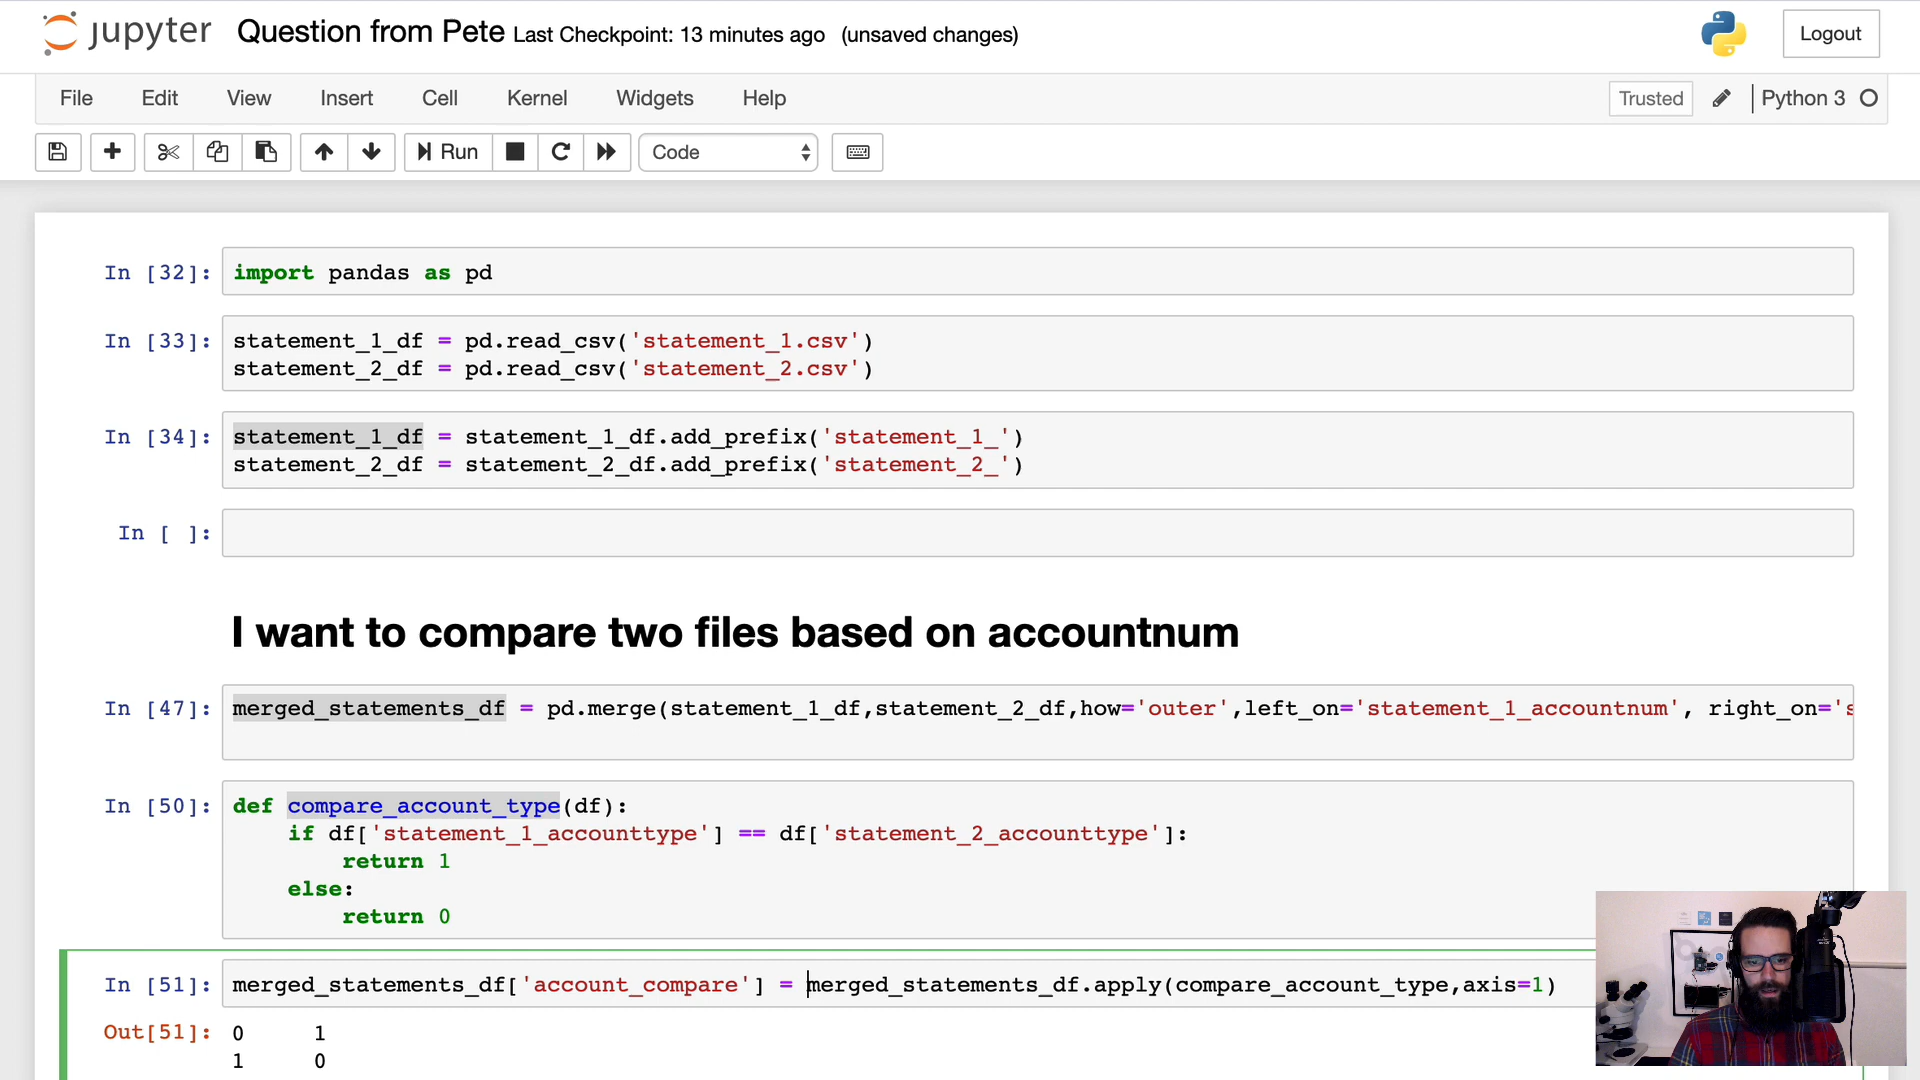 jupyter Question from Pete Last Checkpoint: 13 minutes ago (unsaved changes) Logout
File Edit View Insert Cell Kernel Widgets Help Trusted Python 3
Run Code
In [32]: import pandas as pd
In [33]: statement_1_df = pd.read_csv('statement_1.csv')
statement_2_df = pd.read_csv('statement_2.csv')
In [34]: statement_1_df = statement_1_df.add_prefix('statement_1_')
statement_2_df = statement_2_df.add_prefix('statement_2_')
In [ ]:
I want to compare two files based on accountnum
In [47]: merged_statements_df = pd.merge(statement_1_df,statement_2_df,how='outer',left_on='statement_1_accountnum', right_on='s
In [50]: def compare_account_type(df):
if df['statement_1_accounttype'] == df['statement_2_accounttype']:
return 1
else:
return 0
In [51]: merged_statements_df['account_compare'] = merged_statements_df.apply(compare_account_type,axis=1)
Out[51]: 0 1
1 0